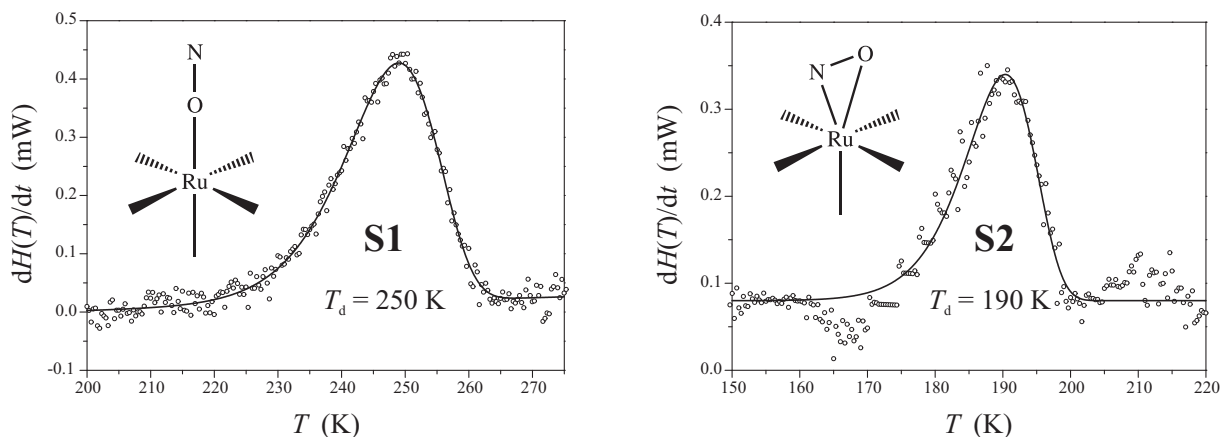 0.5
0.4
0.3
0.2
0.1
0.0
-0.1
dH(T)/dt (mW)
N
O
Ru
S1
T_d = 250 K
200 210 220 230 240 250 260 270
T (K)
0.4
0.3
0.2
0.1
0.0
dH(T)/dt (mW)
N O
Ru
S2
T_d = 190 K
150 160 170 180 190 200 210 220
T (K)